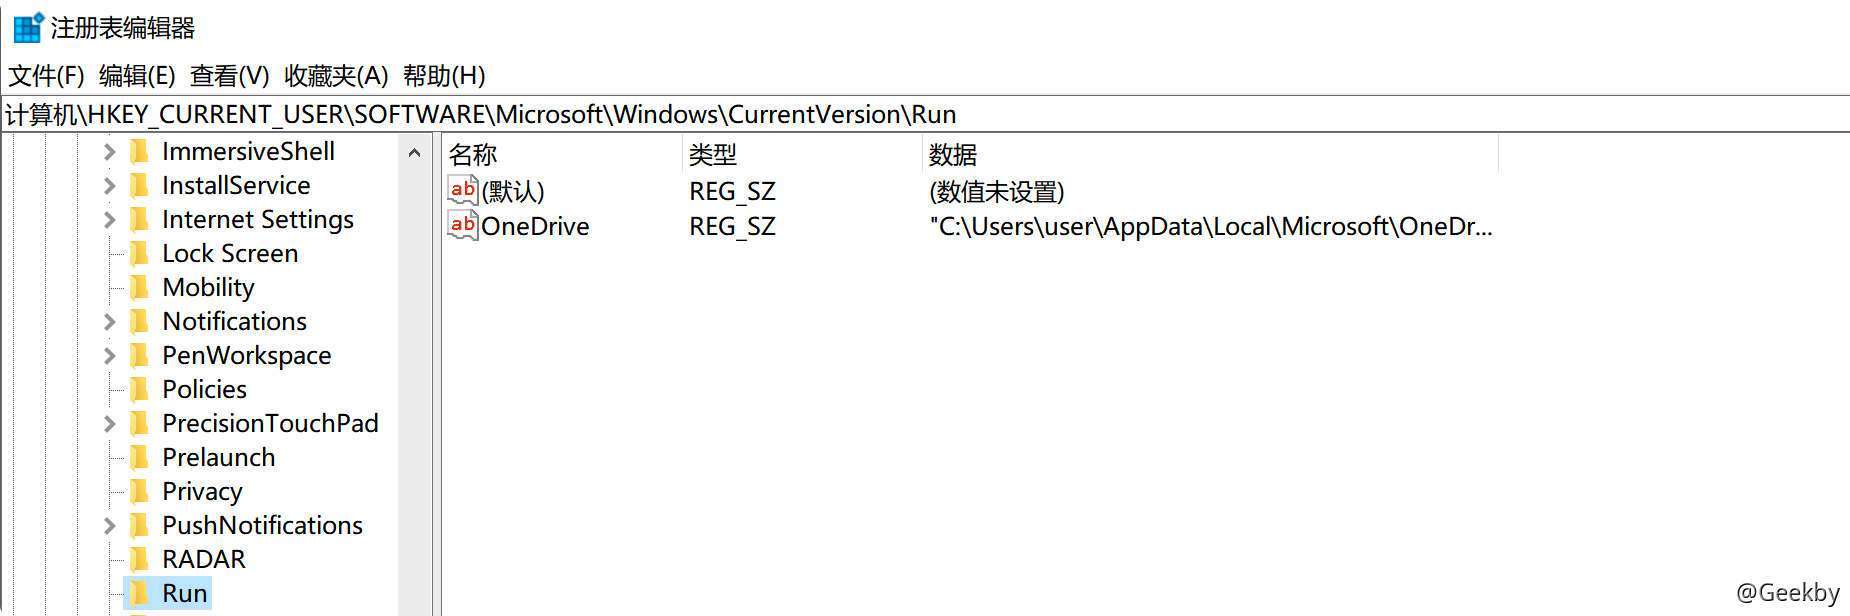 注册表编辑器
文件(F) 编辑(E) 查看(V) 收藏夹(A) 帮助(H)
计算机\HKEY_CURRENT_USER\SOFTWARE\Microsoft\Windows\CurrentVersion\Run
ImmersiveShell
InstallService
Internet Settings
Lock Screen
Mobility
Notifications
PenWorkspace
Policies
PrecisionTouchPad
Prelaunch
Privacy
PushNotifications
RADAR
Run
名称 类型 数据
ab (默认) REG_SZ (数值未设置)
ab OneDrive REG_SZ "C:\Users\user\AppData\Local\Microsoft\OneDr...
@Geekby